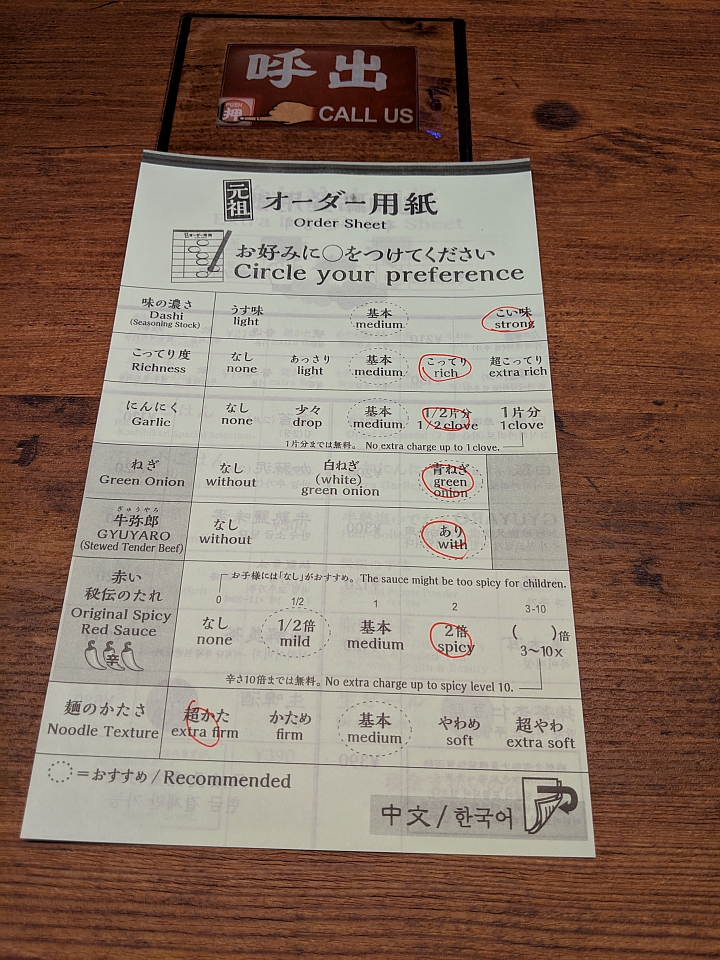 呼出
PUSH
押
CALL US
元祖 オーダー用紙
Order Sheet
お好みに○をつけてください
Circle your preference
味の濃さ
Dashi
(Seasoning Stock)
うす味
light
基本
medium
こい味
strong
こってり度
Richness
なし
none
あっさり
light
基本
medium
こってり
rich
超こってり
extra rich
にんにく
Garlic
なし
none
少々
drop
基本
medium
1/2片分
1/2clove
1片分
1clove
1片分までは無料。 No extra charge up to 1 clove.
ねぎ
Green Onion
なし
without
白ねぎ
(white)
green onion
青ねぎ
green
onion
ぎゅうやろ
牛弥郎
GYUYARO
(Stewed Tender Beef)
なし
without
あり
with
赤い
秘伝のたれ
Original Spicy
Red Sauce
辛
お子様には「なし」がおすすめ。 The sauce might be too spicy for children.
0
なし
none
1/2
1/2倍
mild
1
基本
medium
2
2倍
spicy
3-10
( )倍
3~10x
辛さ10倍までは無料。 No extra charge up to spicy level 10.
麺のかたさ
Noodle Texture
超かた
extra firm
かため
firm
基本
medium
やわめ
soft
超やわ
extra soft
=おすすめ/Recommended
中文/한국어